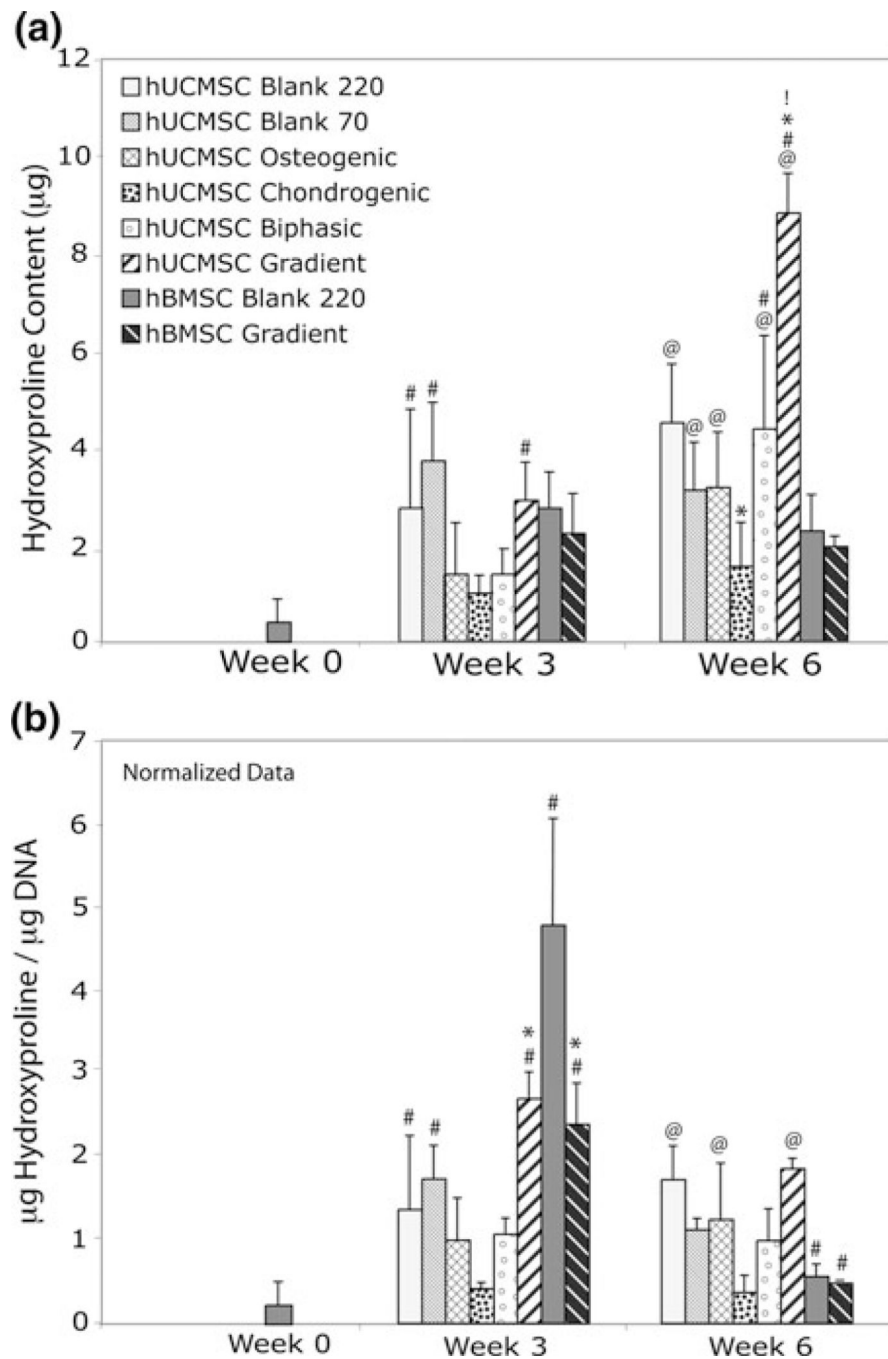 (a)
12
10
8
6
4
2
0
Hydroxyproline Content (µg)
hUCMSC Blank 220
hUCMSC Blank 70
hUCMSC Osteogenic
hUCMSC Chondrogenic
hUCMSC Biphasic
hUCMSC Gradient
hBMSC Blank 220
hBMSC Gradient
# # #
@ @ @ * # @ ! * # @
Week 0 Week 3 Week 6
(b)
7
6
5
4
3
2
1
0
µg Hydroxyproline / µg DNA
Normalized Data
# # * # # * #
@ @ @ # #
Week 0 Week 3 Week 6